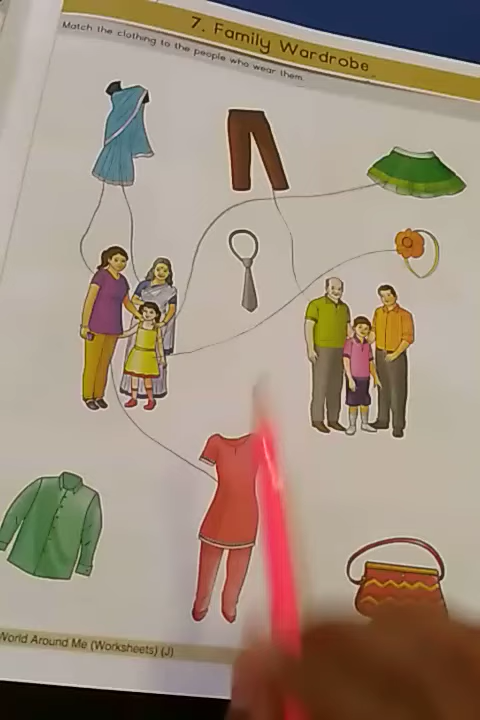 7. Family Wardrobe
Match the clothing to the people who wear them.
World Around Me (Worksheets) (J)